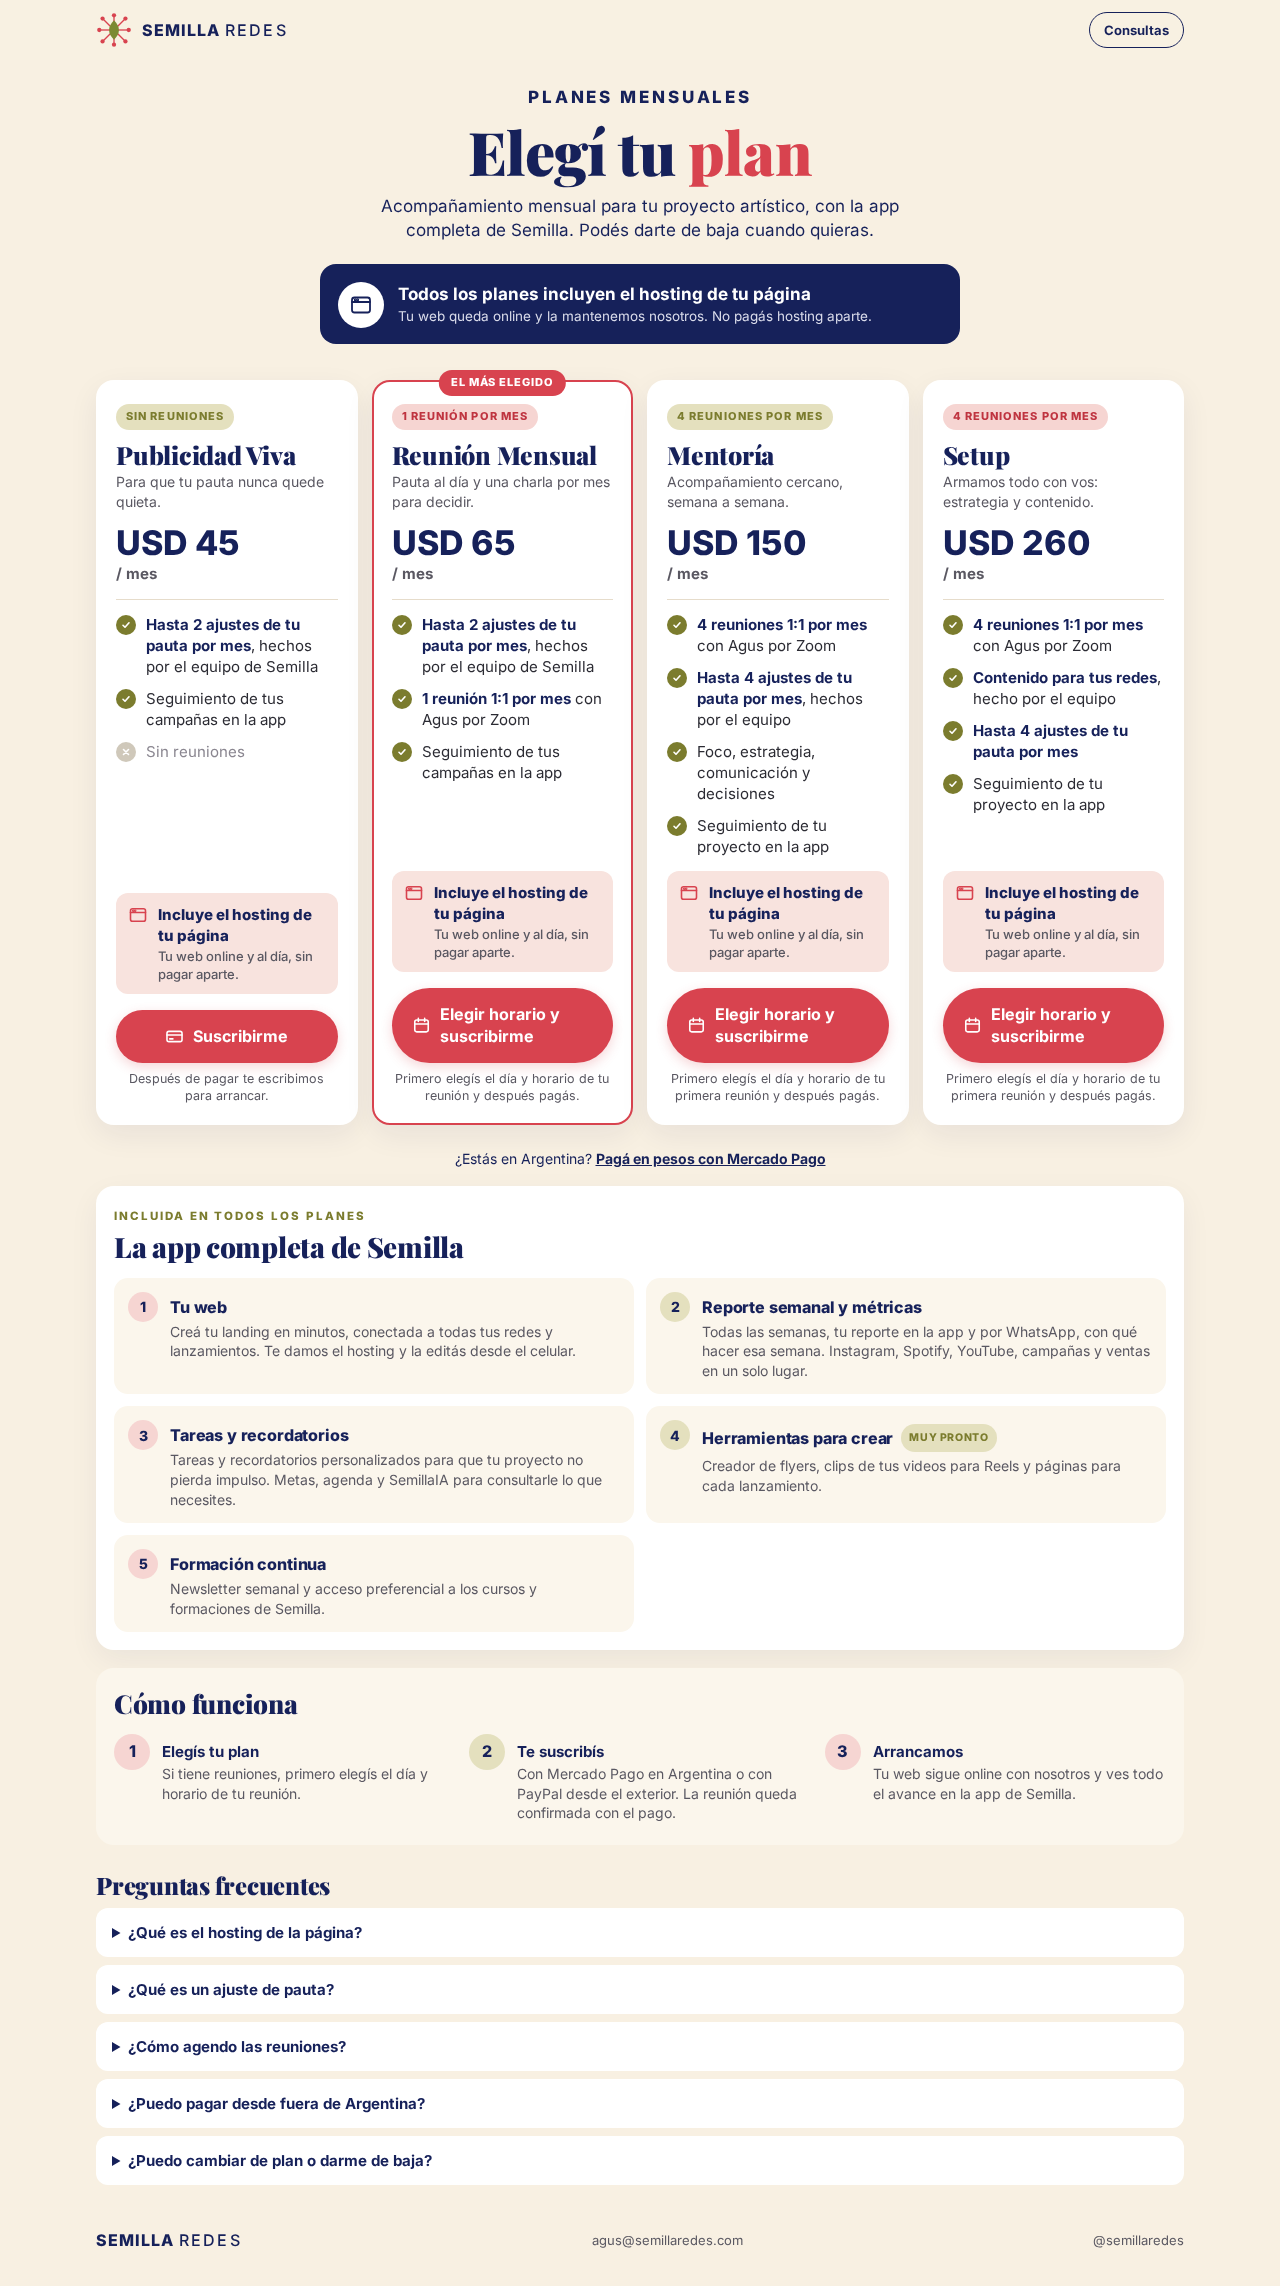 SEMILLA REDES
Consultas
PLANES MENSUALES
Elegí tu plan
Acompañamiento mensual para tu proyecto artístico, con la app
completa de Semilla. Podés darte de baja cuando quieras.
Todos los planes incluyen el hosting de tu página
Tu web queda online y la mantenemos nosotros. No pagás hosting aparte.
SIN REUNIONES
Publicidad Viva
Para que tu pauta nunca quede
quieta.
USD 45
/ mes
Hasta 2 ajustes de tu
pauta por mes, hechos
por el equipo de Semilla
Seguimiento de tus
campañas en la app
Sin reuniones
Incluye el hosting de
tu página
Tu web online y al día, sin
pagar aparte.
Suscribirme
Después de pagar te escribimos
para arrancar.
EL MÁS ELEGIDO
1 REUNIÓN POR MES
Reunión Mensual
Pauta al día y una charla por mes
para decidir.
USD 65
/ mes
Hasta 2 ajustes de tu
pauta por mes, hechos
por el equipo de Semilla
1 reunión 1:1 por mes con
Agus por Zoom
Seguimiento de tus
campañas en la app
Incluye el hosting de
tu página
Tu web online y al día, sin
pagar aparte.
Elegir horario y
suscribirme
Primero elegís el día y horario de tu
reunión y después pagás.
4 REUNIONES POR MES
Mentoría
Acompañamiento cercano,
semana a semana.
USD 150
/ mes
4 reuniones 1:1 por mes
con Agus por Zoom
Hasta 4 ajustes de tu
pauta por mes, hechos
por el equipo
Foco, estrategia,
comunicación y
decisiones
Seguimiento de tu
proyecto en la app
Incluye el hosting de
tu página
Tu web online y al día, sin
pagar aparte.
Elegir horario y
suscribirme
Primero elegís el día y horario de tu
primera reunión y después pagás.
4 REUNIONES POR MES
Setup
Armamos todo con vos:
estrategia y contenido.
USD 260
/ mes
4 reuniones 1:1 por mes
con Agus por Zoom
Contenido para tus redes,
hecho por el equipo
Hasta 4 ajustes de tu
pauta por mes
Seguimiento de tu
proyecto en la app
Incluye el hosting de
tu página
Tu web online y al día, sin
pagar aparte.
Elegir horario y
suscribirme
Primero elegís el día y horario de tu
primera reunión y después pagás.
¿Estás en Argentina? Pagá en pesos con Mercado Pago
INCLUIDA EN TODOS LOS PLANES
La app completa de Semilla
1
Tu web
Creá tu landing en minutos, conectada a todas tus redes y
lanzamientos. Te damos el hosting y la editás desde el celular.
2
Reporte semanal y métricas
Todas las semanas, tu reporte en la app y por WhatsApp, con qué
hacer esa semana. Instagram, Spotify, YouTube, campañas y ventas
en un solo lugar.
3
Tareas y recordatorios
Tareas y recordatorios personalizados para que tu proyecto no
pierda impulso. Metas, agenda y SemillaIA para consultarle lo que
necesites.
4
Herramientas para crear MUY PRONTO
Creador de flyers, clips de tus videos para Reels y páginas para
cada lanzamiento.
5
Formación continua
Newsletter semanal y acceso preferencial a los cursos y
formaciones de Semilla.
Cómo funciona
1
Elegís tu plan
Si tiene reuniones, primero elegís el día y
horario de tu reunión.
2
Te suscribís
Con Mercado Pago en Argentina o con
PayPal desde el exterior. La reunión queda
confirmada con el pago.
3
Arrancamos
Tu web sigue online con nosotros y ves todo
el avance en la app de Semilla.
Preguntas frecuentes
¿Qué es el hosting de la página?
¿Qué es un ajuste de pauta?
¿Cómo agendo las reuniones?
¿Puedo pagar desde fuera de Argentina?
¿Puedo cambiar de plan o darme de baja?
SEMILLA REDES
agus@semillaredes.com
@semillaredes